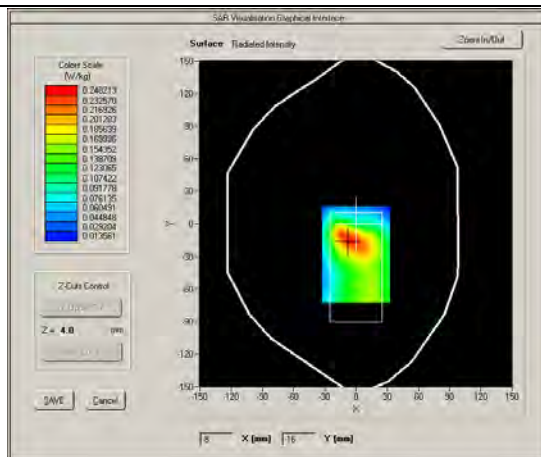 SAR Visualisation Graphical Interface
Surface Radiated Intensity
Zoom In/Out
Colour Scale
(W/kg)
0.248213
0.232570
0.216926
0.201283
0.185639
0.169996
0.154352
0.138709
0.123065
0.107422
0.091778
0.076135
0.060491
0.044848
0.029204
0.013561
150
120
90
60
30
0
-30
-60
-90
-120
-150
Y
-150 -120 -90 -60 -30 0 30 60 90 120 150
X
Z-Cuts Control
Z = 4.0 mm
SAVE
Cancel
-8 X (mm) -16 Y (mm)